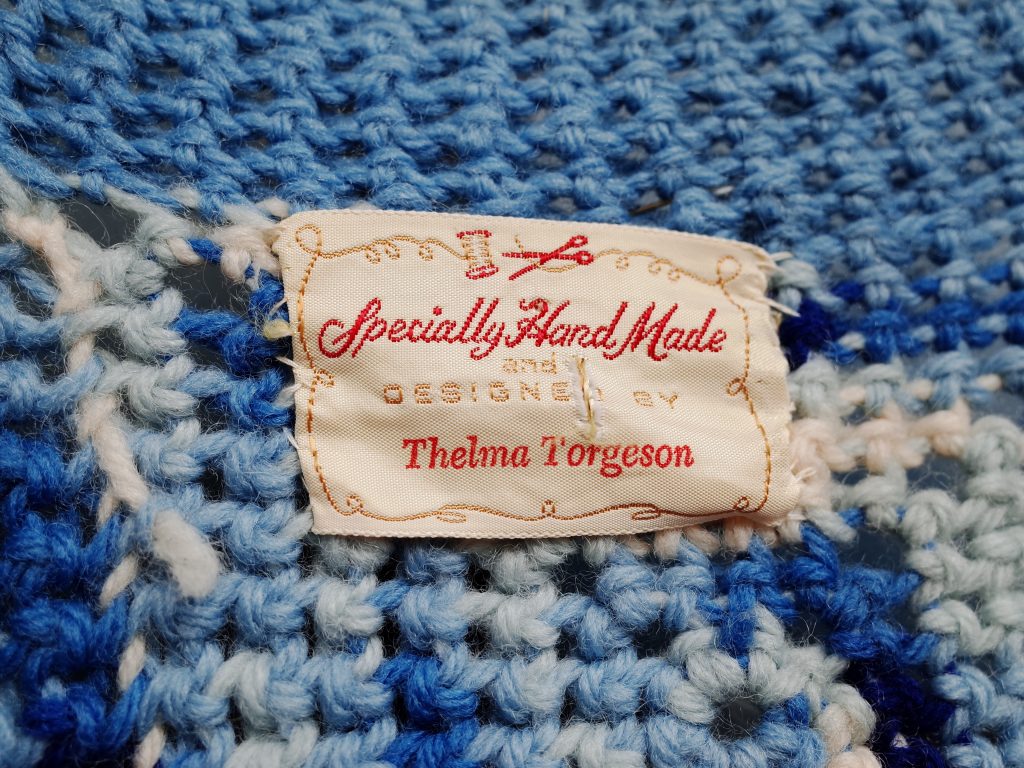 Specially Hand Made
and
DESIGNED BY
Thelma Torgeson